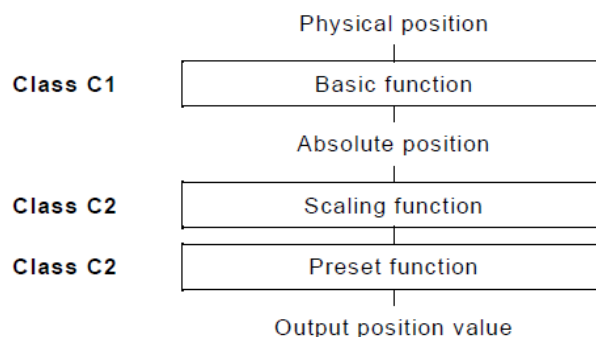 Physical position
Class C1 Basic function
Absolute position
Class C2 Scaling function
Class C2 Preset function
Output position value